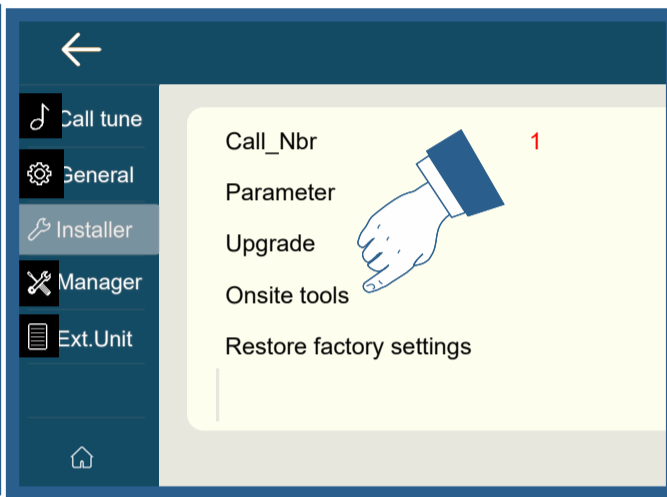 Call tune
General
Installer
Manager
Ext.Unit
Call_Nbr 1
Parameter
Upgrade
Onsite tools
Restore factory settings